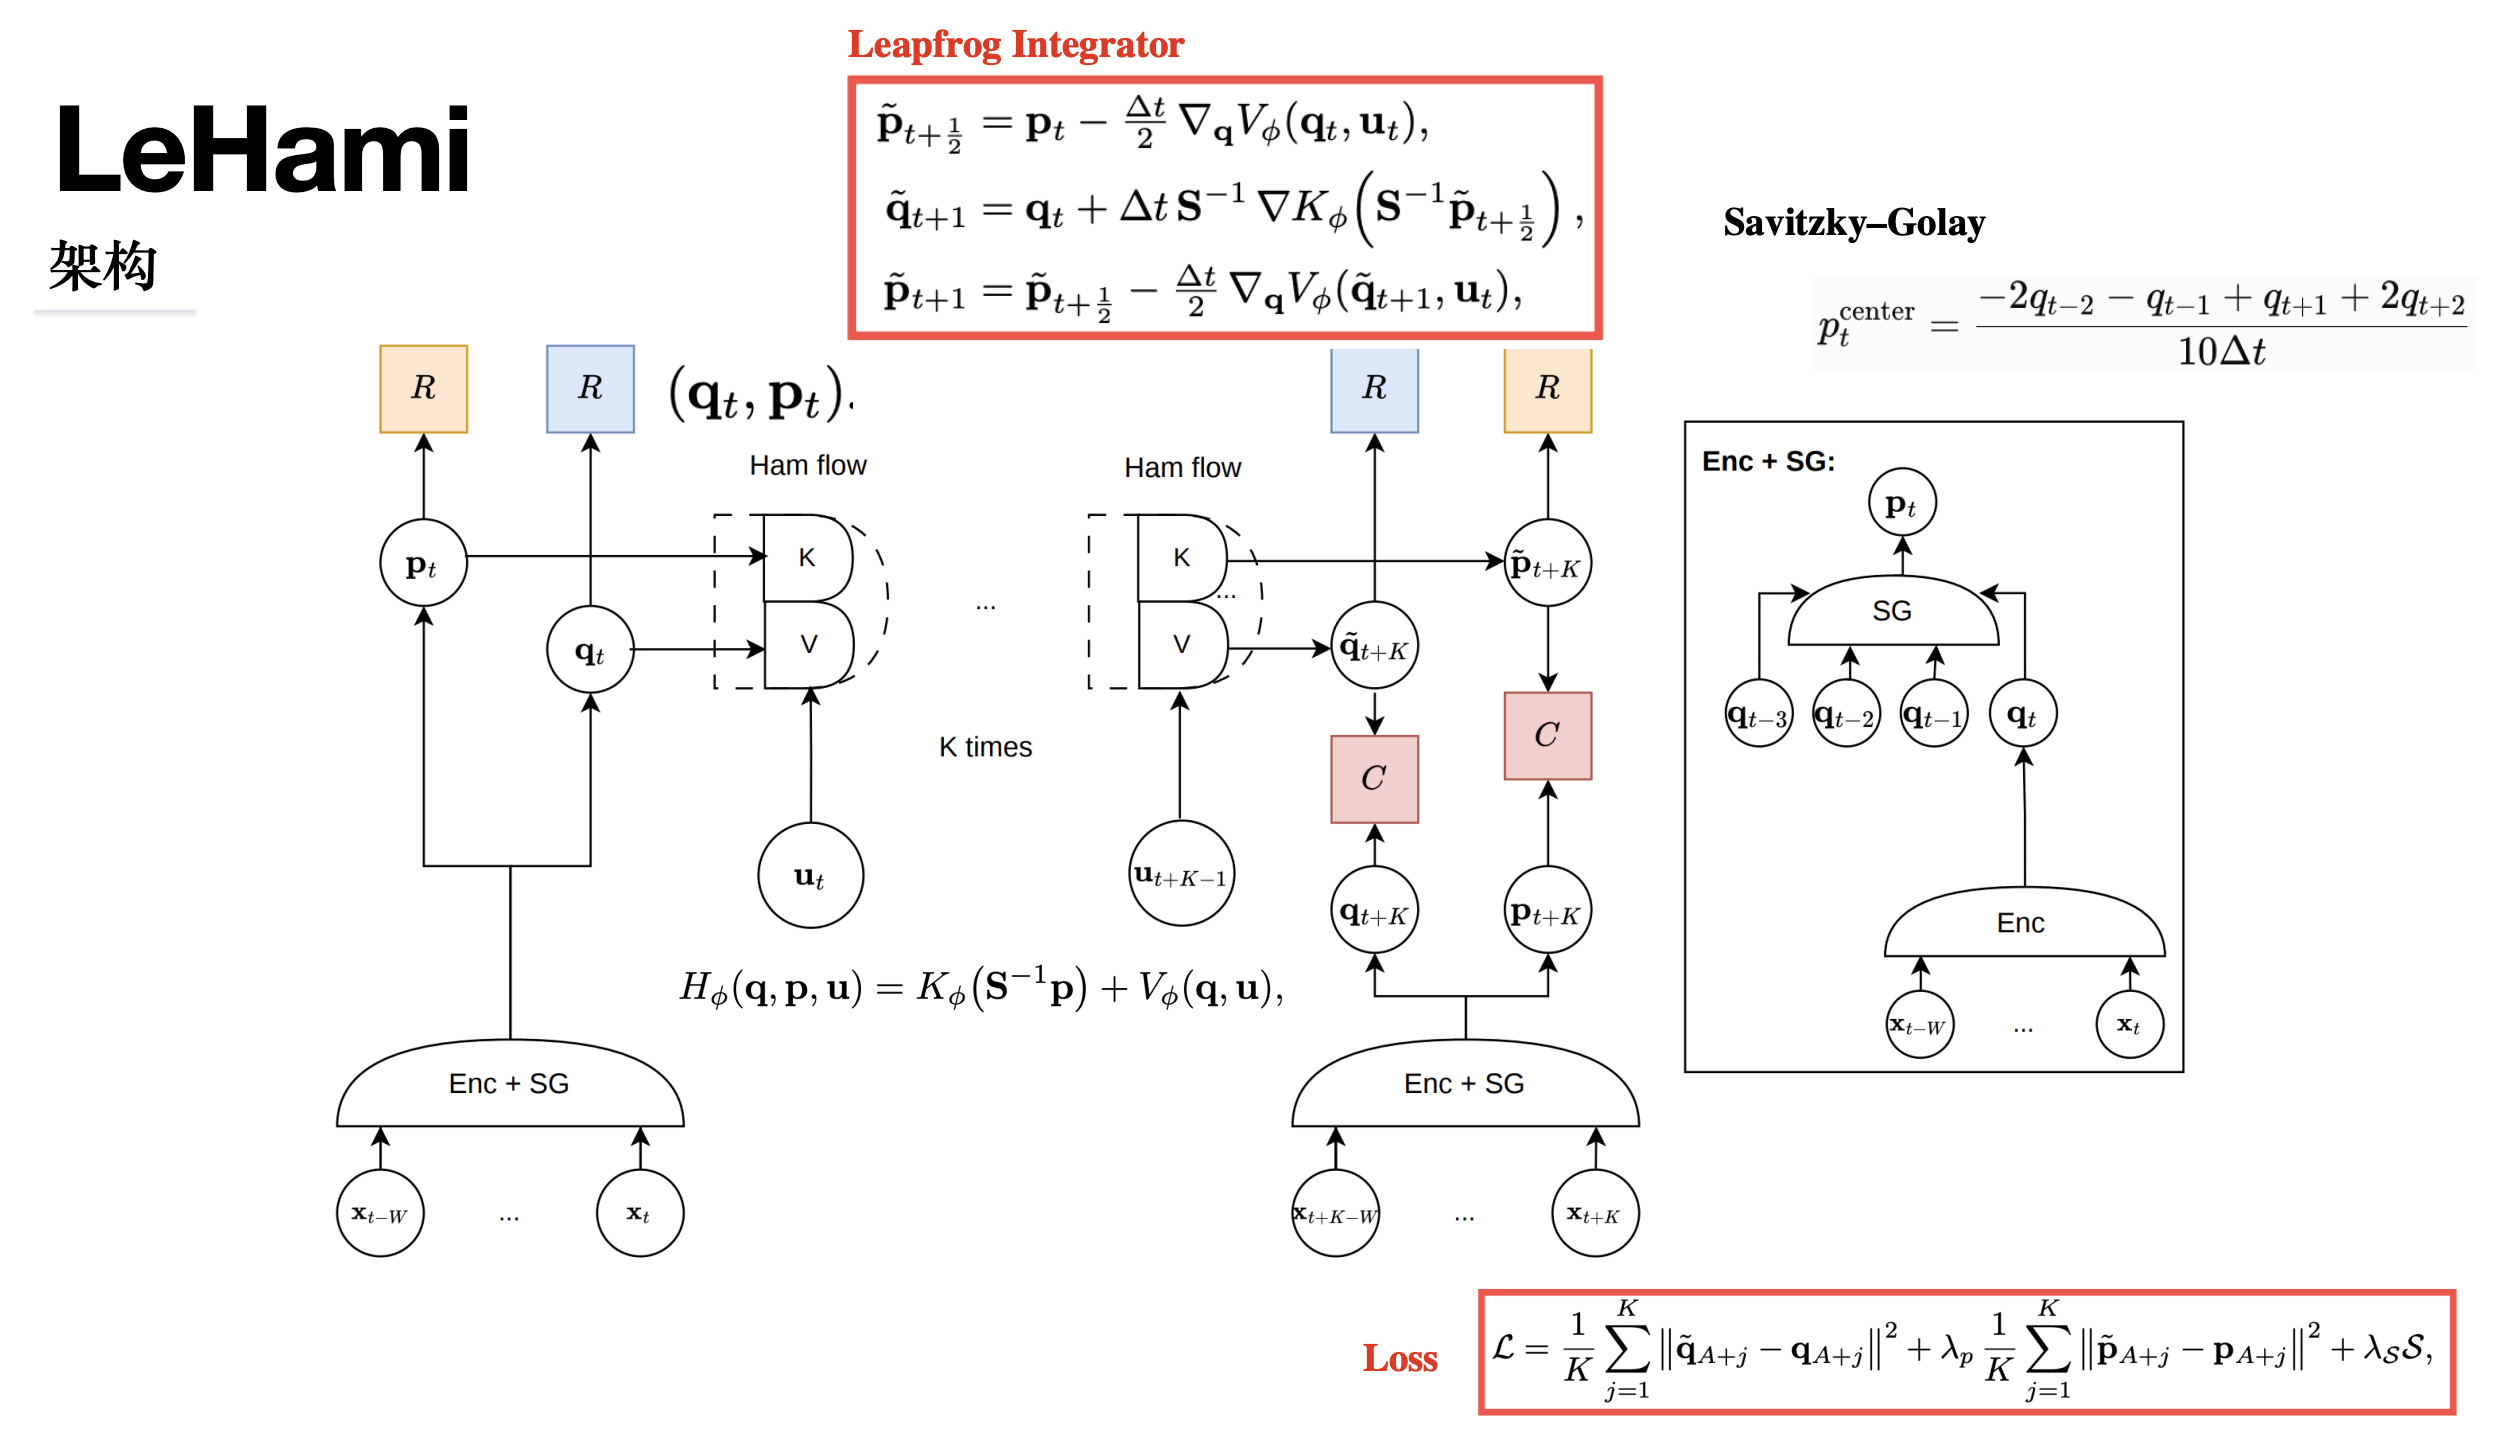 Leapfrog Integrator
LeHami
架构
p̃_{t+1/2} = p_t − Δt/2 ∇_q V_ϕ(q_t, u_t),
q̃_{t+1} = q_t + Δt S^{−1} ∇K_ϕ(S^{−1} p̃_{t+1/2}),
p̃_{t+1} = p̃_{t+1/2} − Δt/2 ∇_q V_ϕ(q̃_{t+1}, u_t),
Savitzky–Golay
p_t^{center} = (−2q_{t−2} − q_{t−1} + q_{t+1} + 2q_{t+2}) / 10Δt
R
R
(q_t, p_t).
R
R
Ham flow
Ham flow
K
V
...
K
...
V
p_t
q_t
p̃_{t+K}
q̃_{t+K}
K times
C
C
u_t
u_{t+K−1}
q_{t+K}
p_{t+K}
H_ϕ(q, p, u) = K_ϕ(S^{−1}p) + V_ϕ(q, u),
Enc + SG
Enc + SG
x_{t−W}
...
x_t
x_{t+K−W}
...
x_{t+K}
Enc + SG:
p_t
SG
q_{t−3}
q_{t−2}
q_{t−1}
q_t
Enc
x_{t−W}
...
x_t
Loss
ℒ = 1/K ∑_{j=1}^{K} ‖q̃_{A+j} − q_{A+j}‖² + λ_p 1/K ∑_{j=1}^{K} ‖p̃_{A+j} − p_{A+j}‖² + λ_𝒮 𝒮,